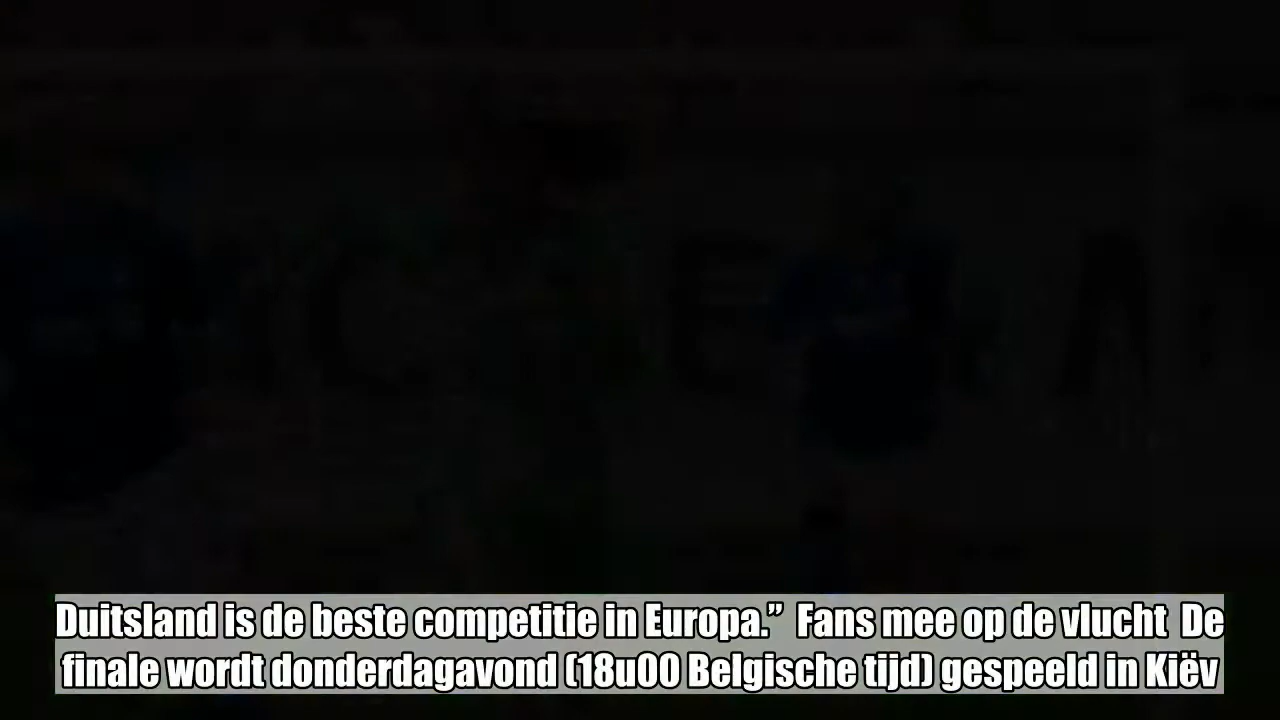 Duitsland is de beste competitie in Europa.”  Fans mee op de vlucht  De
finale wordt donderdagavond (18u00 Belgische tijd) gespeeld in Kiëv